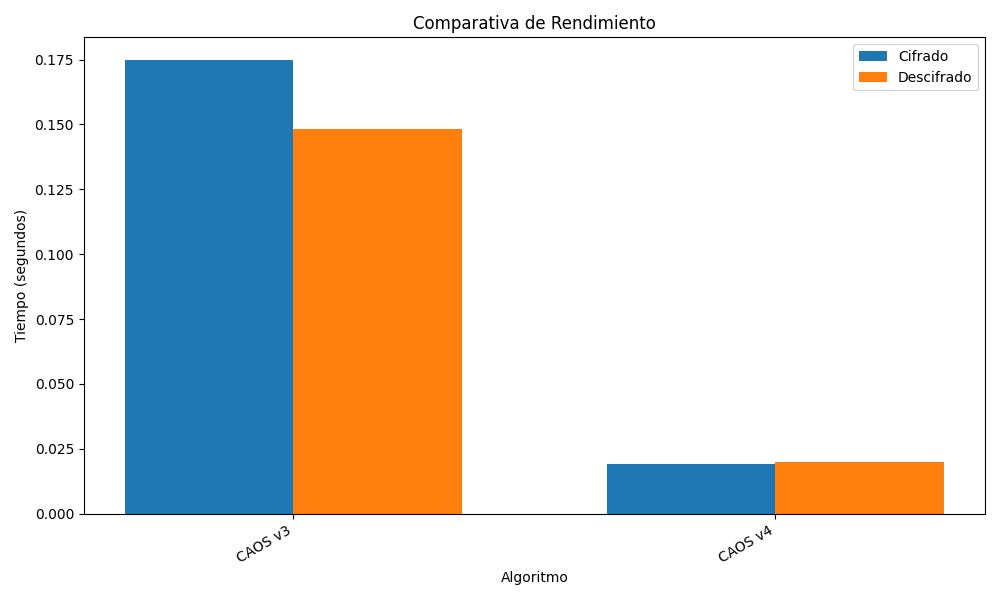 Comparativa de Rendimiento
Cifrado
Descifrado
Tiempo (segundos)
0.175
0.150
0.125
0.100
0.075
0.050
0.025
0.000
CAOS v3
CAOS v4
Algoritmo